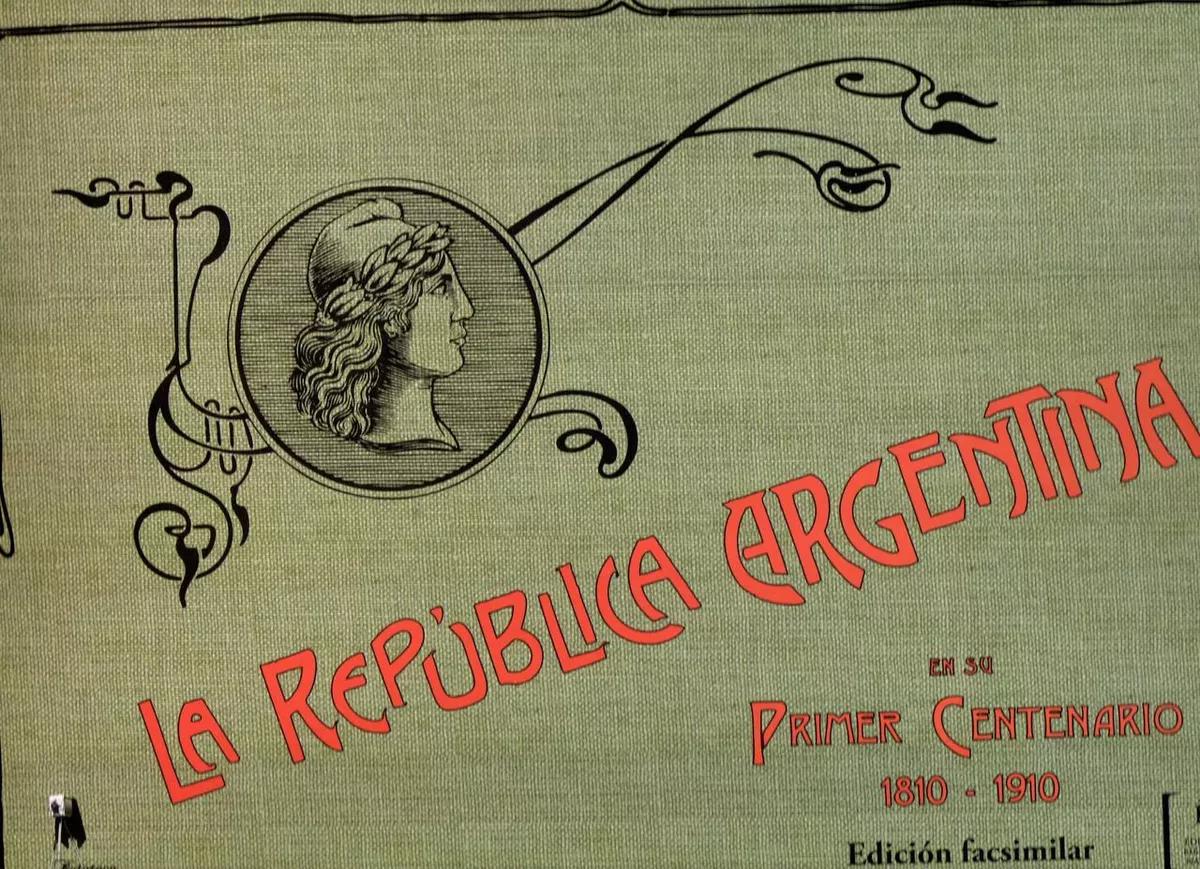 LA REPÚBLICA ARGENTINA
EN SU
PRIMER CENTENARIO
1810 - 1910
Edición facsimilar